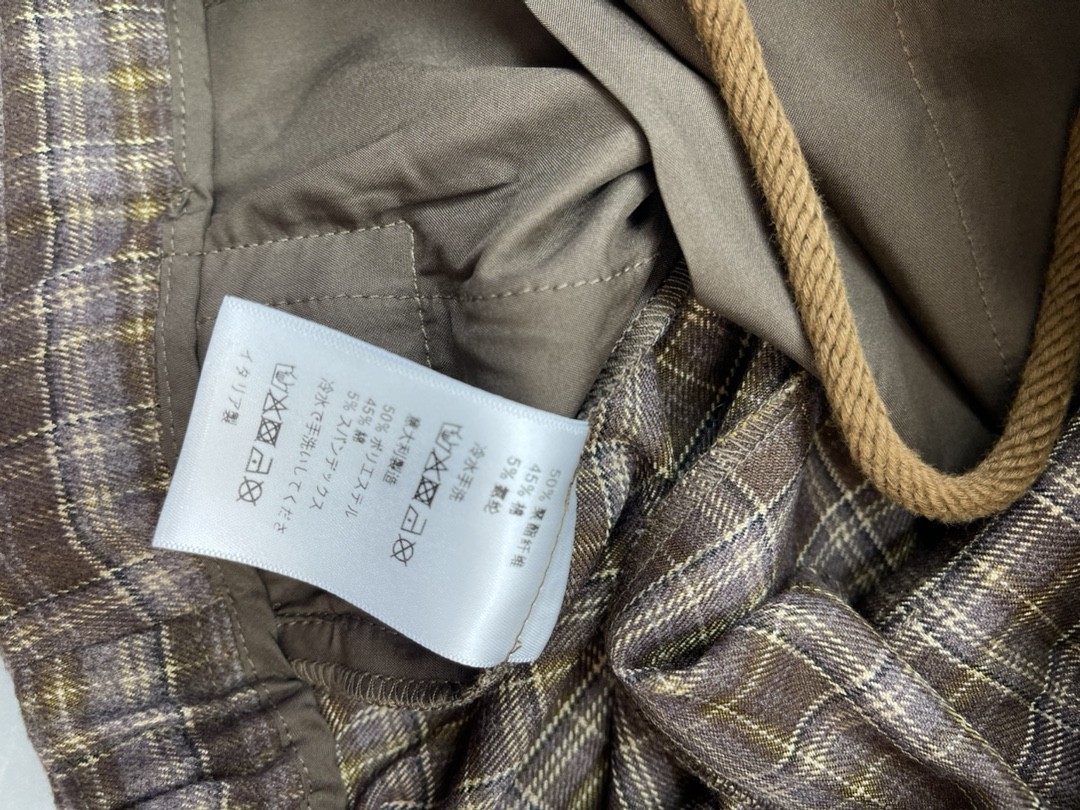 50% 聚酯纤维
45% 棉
5% 氨纶
冷水手洗
意大利製造
50% ポリエステル
45% 綿
5% スパンデックス
冷水で手洗いしてくださ
イタリア製